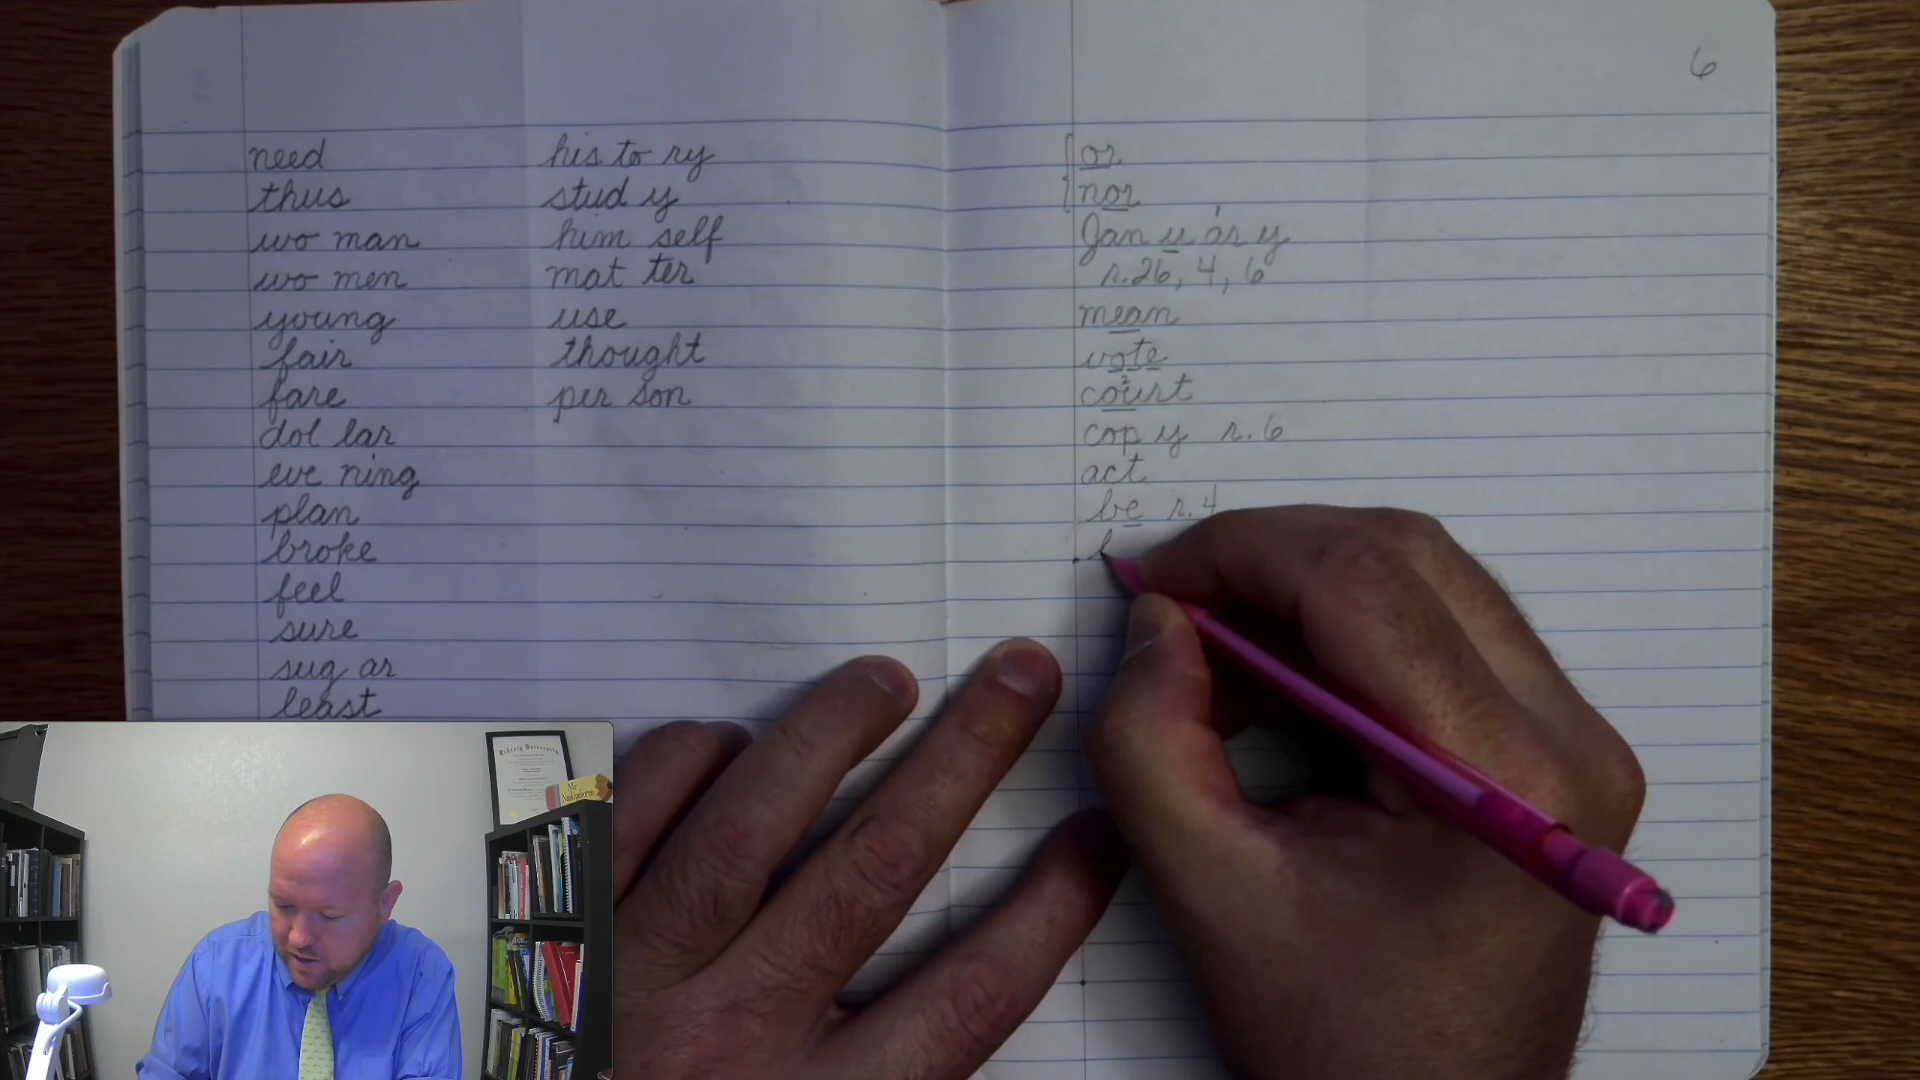 6
need
thus
wo man
wo men
young
fair
fare
dol lar
eve ning
plan
broke
feel
sure
sug ar
least
his to ry
stud y
him self
mat ter
use
thought
per son
or
nor
Jan u ar y
r. 26, 4, 6
mean
vote
court
cop y r. 6
act
be r. 4
Liberty University